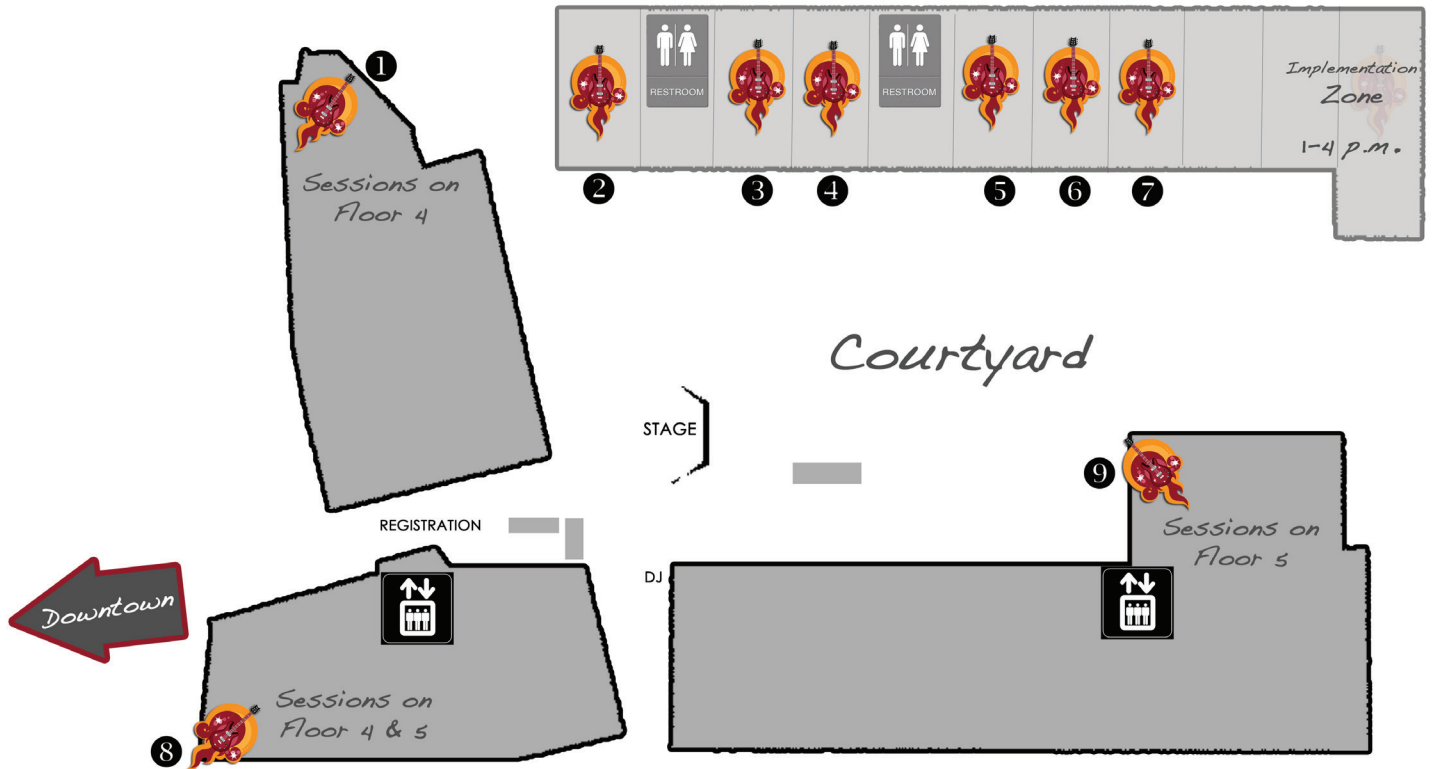 1
RESTROOM
RESTROOM
Implementation
Zone
1-4 p.m.
Sessions on
Floor 4
2
3
4
5
6
7
Courtyard
STAGE
9
REGISTRATION
Sessions on
Floor 5
DJ
Downtown
Sessions on
Floor 4 & 5
8